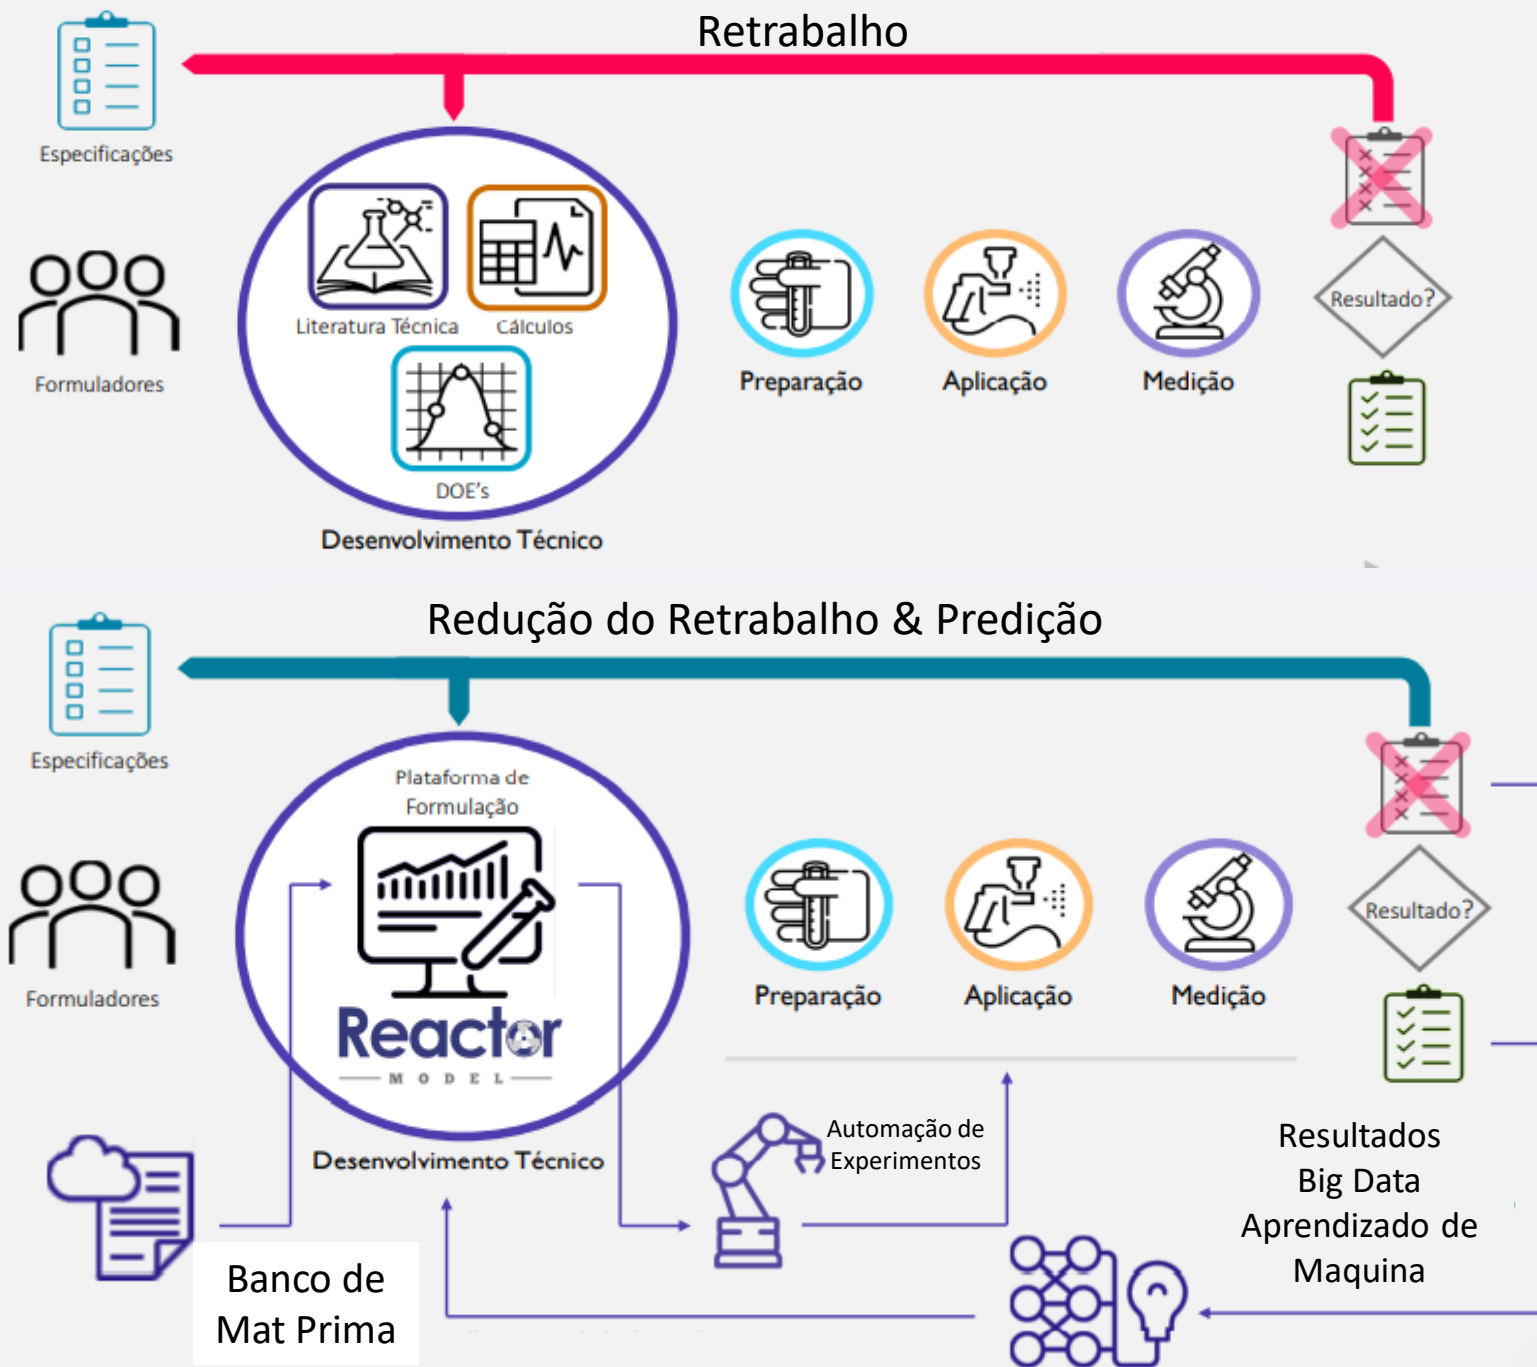 Retrabalho
Especificações
Formuladores
Literatura Técnica
Cálculos
DOE's
Desenvolvimento Técnico
Preparação
Aplicação
Medição
Resultado?
Redução do Retrabalho & Predição
Especificações
Formuladores
Plataforma de
Formulação
Reactor
MODEL
Desenvolvimento Técnico
Preparação
Aplicação
Medição
Resultado?
Banco de
Mat Prima
Automação de
Experimentos
Resultados
Big Data
Aprendizado de
Maquina